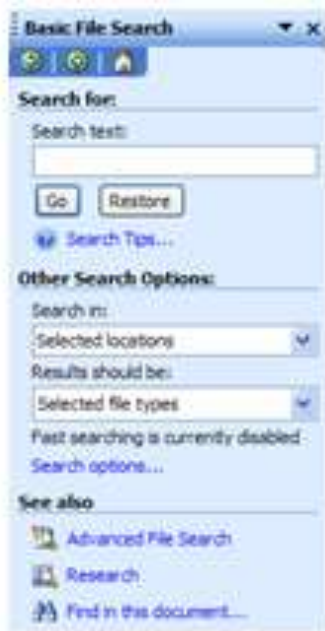 Basic File Search
Search for:
Search text:
Go Restore
Search Tips...
Other Search Options:
Search in:
Selected locations
Results should be:
Selected file types
Fast searching is currently disabled
Search options...
See also
Advanced File Search
Research
Find in this document...